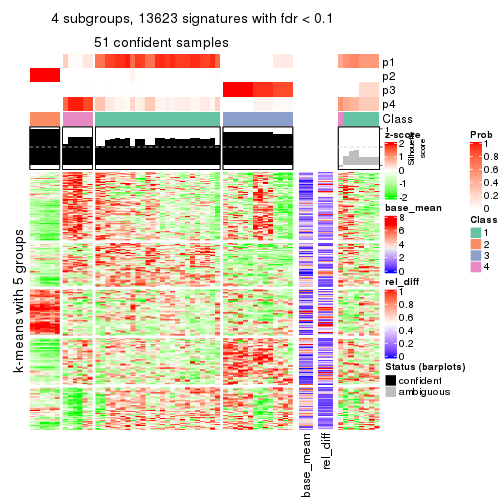 4 subgroups, 13623 signatures with fdr < 0.1
51 confident samples
p1
p2
p3
p4
Class
1
Silhouette
score
k-means with 5 groups
base_mean
rel_diff
z-score
2
1
0
-1
-2
base_mean
8
6
4
2
0
rel_diff
1
0.8
0.6
0.4
0.2
0
Status (barplots)
confident
ambiguous
Prob
1
0.8
0.6
0.4
0.2
0
Class
1
2
3
4